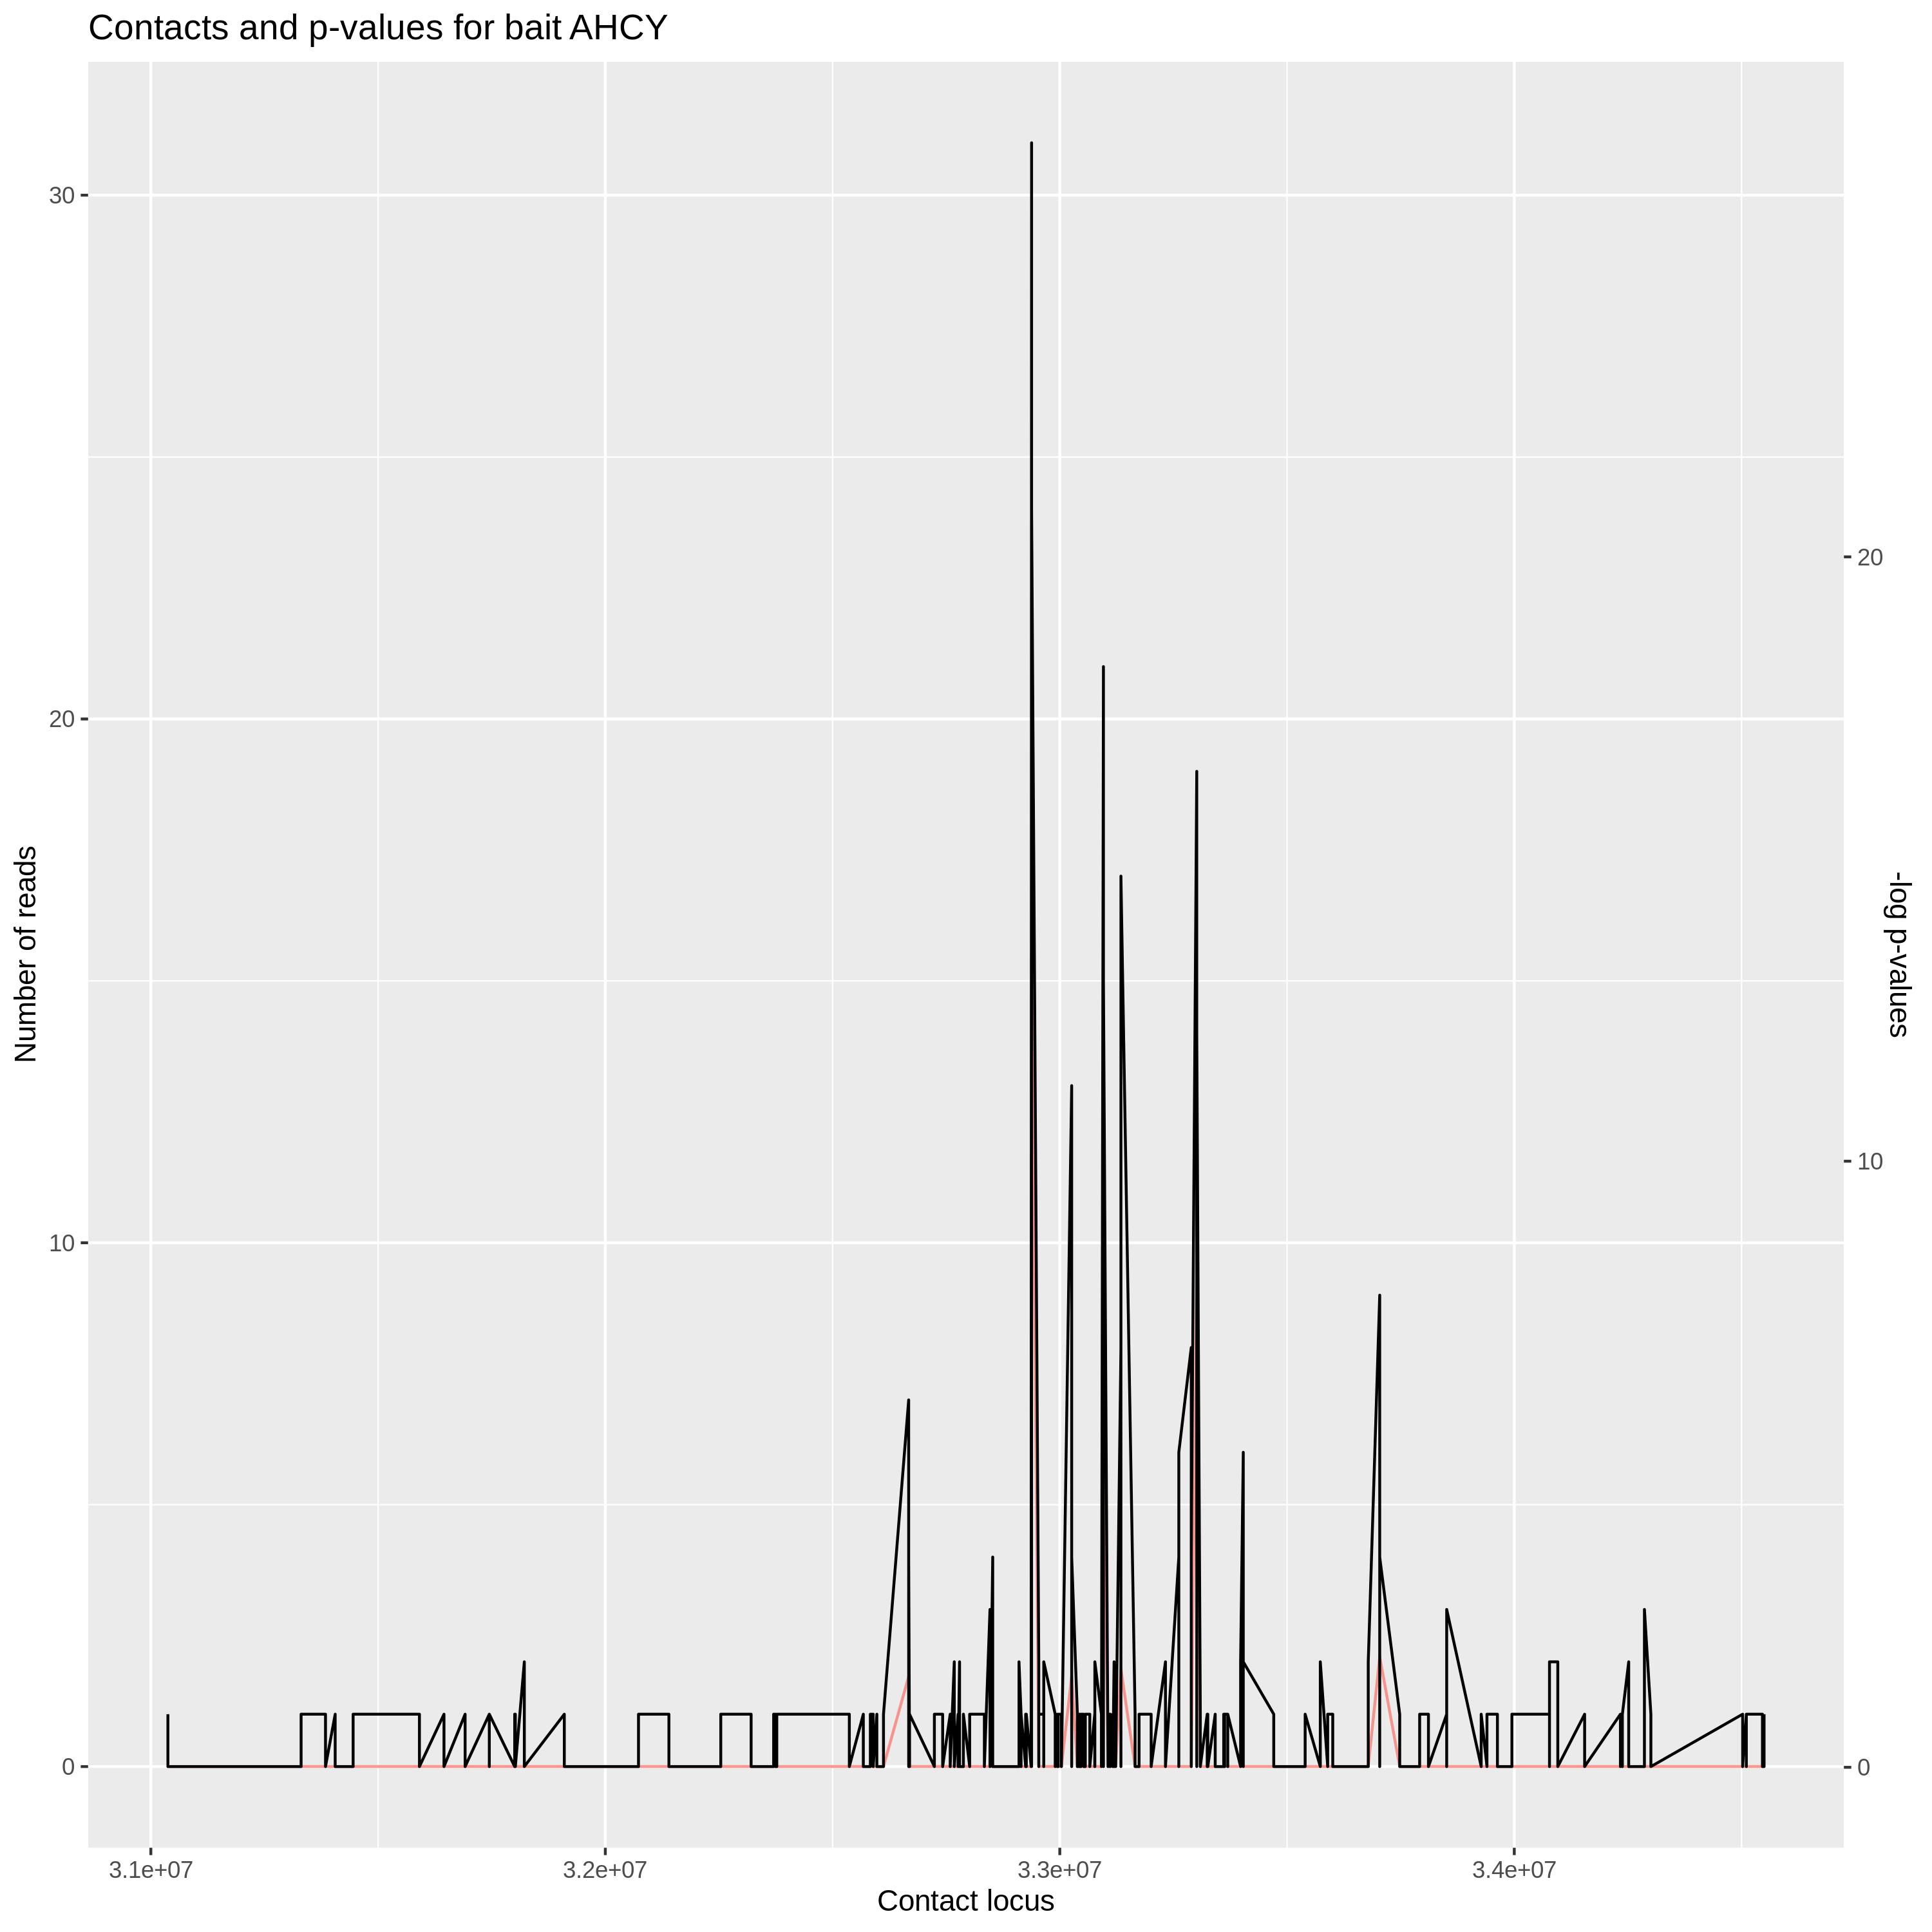 Contacts and p-values for bait AHCY
30
20
10
0
Number of reads
20
10
0
-log p-values
3.1e+07 3.2e+07 3.3e+07 3.4e+07
Contact locus